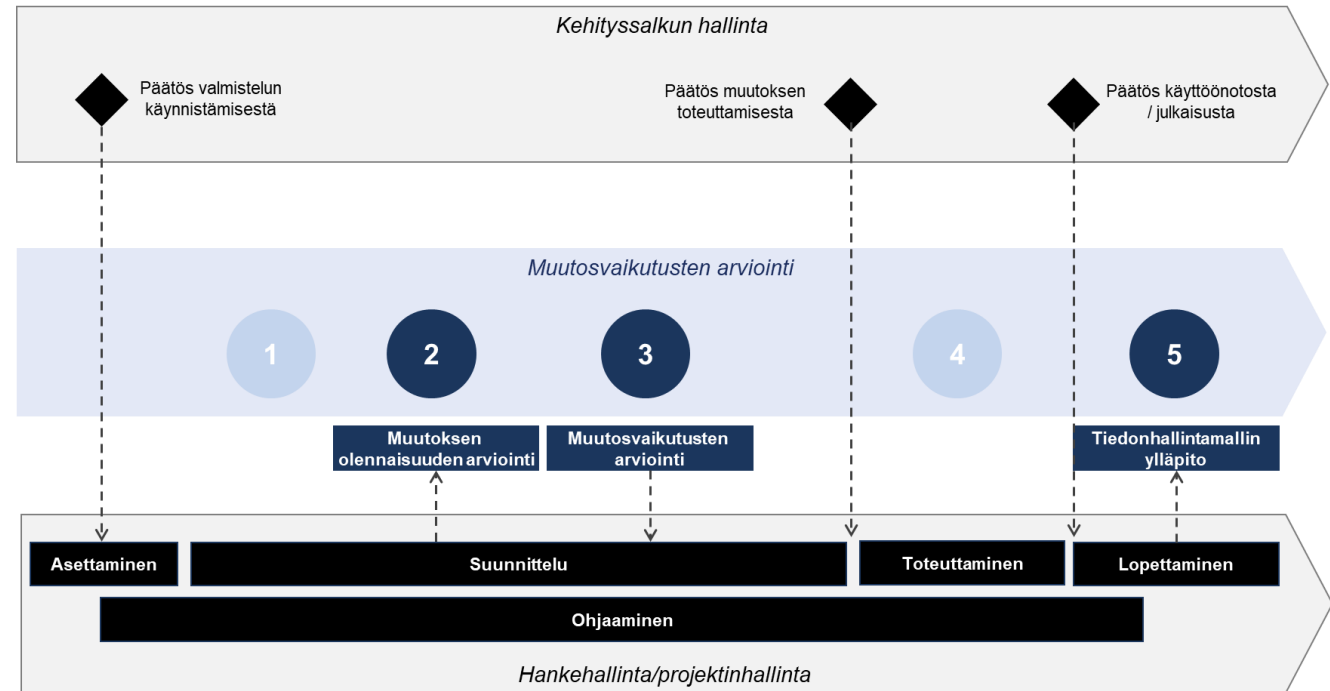 Kehityssalkun hallinta
Päätös valmistelun
käynnistämisestä
Päätös muutoksen
toteuttamisesta
Päätös käyttöönotosta
/ julkaisusta
Muutosvaikutusten arviointi
1
2
3
4
5
Muutoksen
olennaisuuden arviointi
Muutosvaikutusten
arviointi
Tiedonhallintamallin
ylläpito
Asettaminen
Suunnittelu
Toteuttaminen
Lopettaminen
Ohjaaminen
Hankehallinta/projektinhallinta